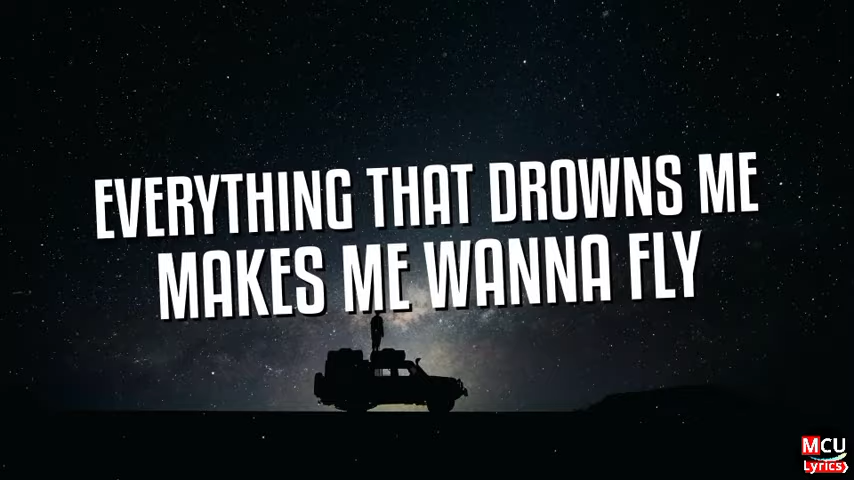 EVERYTHING THAT DROWNS ME
MAKES ME WANNA FLY
MCU
Lyrics